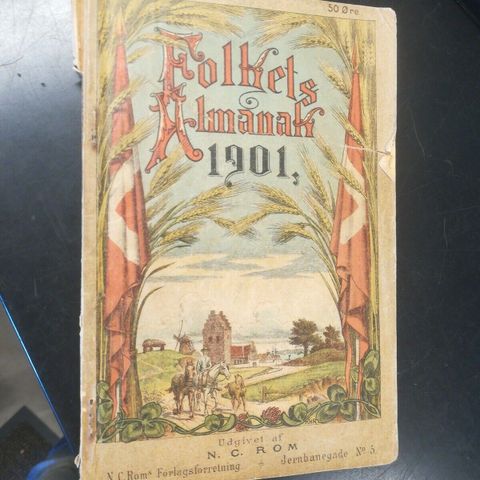 50 Øre
Folkets
Almanak
1901,
Udgivet af
N. C. ROM
N. C. Roms Forlagsforretning Jernbanegade No 5.